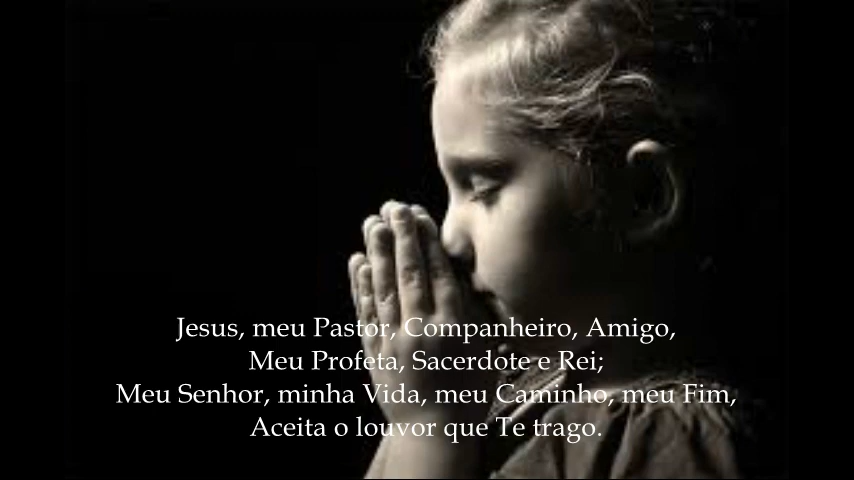 Jesus, meu Pastor, Companheiro, Amigo,
Meu Profeta, Sacerdote e Rei;
Meu Senhor, minha Vida, meu Caminho, meu Fim,
Aceita o louvor que Te trago.